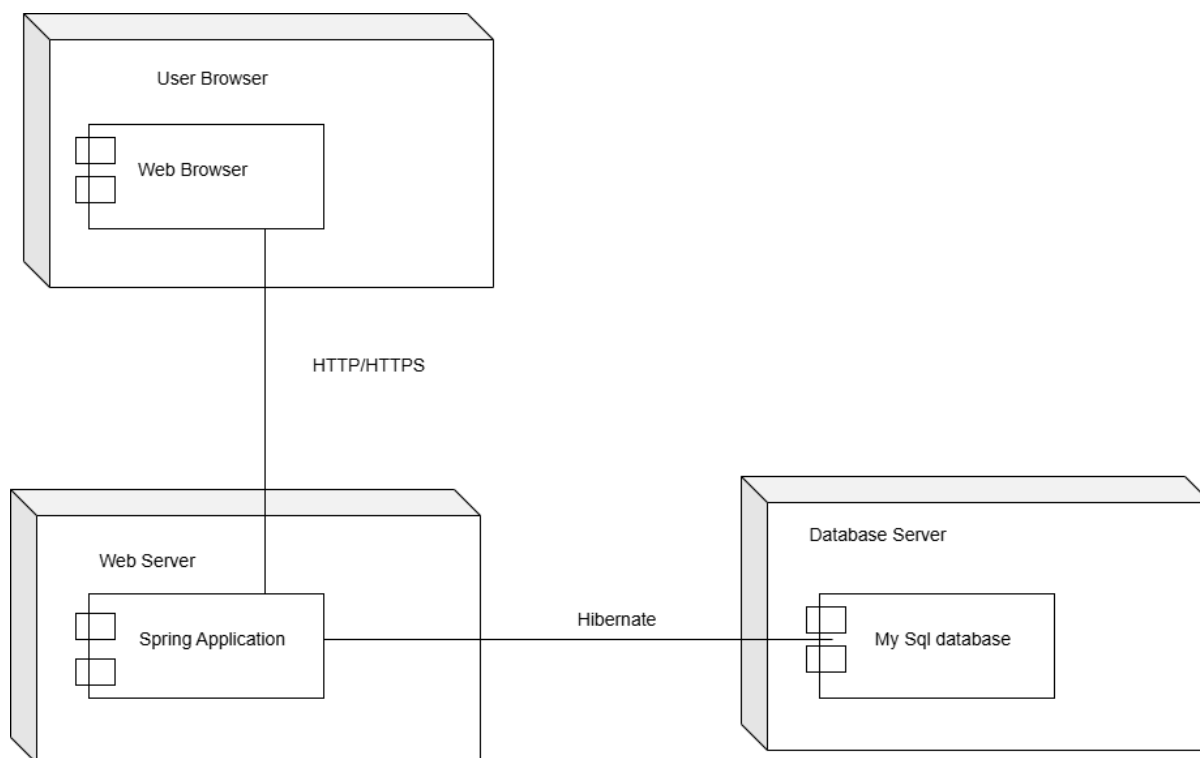 User Browser
Web Browser
HTTP/HTTPS
Web Server
Spring Application
Hibernate
Database Server
My Sql database